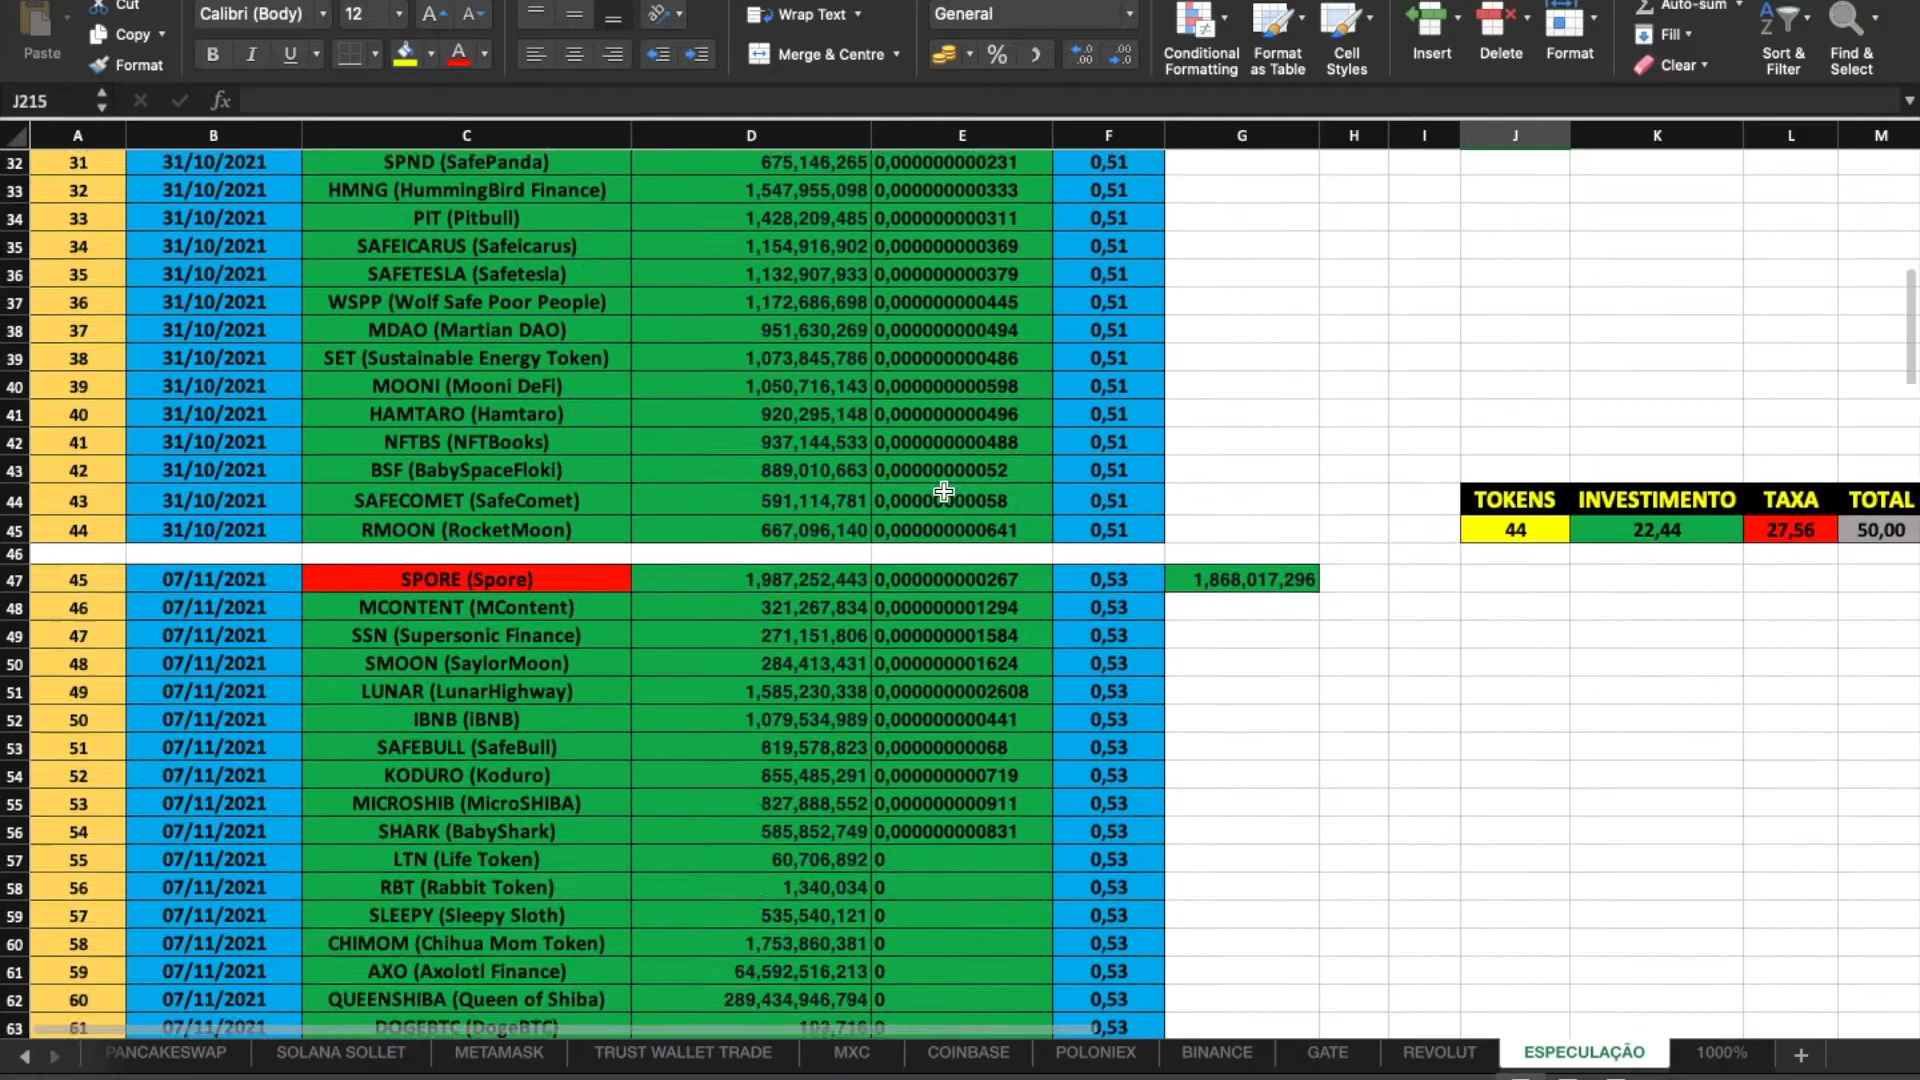 Cut
Calibri (Body) 12 A A Wrap Text General Auto-sum
Paste Copy Fill
Format B I U A Merge & Centre % Conditional Formatting Format as Table Cell Styles Insert Delete Format Clear Sort & Filter Find & Select
J215 fx
A B C D E F G H I J K L M
32 31 31/10/2021 SPND (SafePanda) 675,146,265 0,000000000231 0,51
33 32 31/10/2021 HMNG (HummingBird Finance) 1,547,955,098 0,000000000333 0,51
34 33 31/10/2021 PIT (Pitbull) 1,428,209,485 0,000000000311 0,51
35 34 31/10/2021 SAFEICARUS (Safeicarus) 1,154,916,902 0,000000000369 0,51
36 35 31/10/2021 SAFETESLA (Safetesla) 1,132,907,933 0,000000000379 0,51
37 36 31/10/2021 WSPP (Wolf Safe Poor People) 1,172,686,698 0,000000000445 0,51
38 37 31/10/2021 MDAO (Martian DAO) 951,630,269 0,000000000494 0,51
39 38 31/10/2021 SET (Sustainable Energy Token) 1,073,845,786 0,000000000486 0,51
40 39 31/10/2021 MOONI (Mooni DeFi) 1,050,716,143 0,000000000598 0,51
41 40 31/10/2021 HAMTARO (Hamtaro) 920,295,148 0,000000000496 0,51
42 41 31/10/2021 NFTBS (NFTBooks) 937,144,533 0,000000000488 0,51
43 42 31/10/2021 BSF (BabySpaceFloki) 889,010,663 0,00000000052 0,51
44 43 31/10/2021 SAFECOMET (SafeComet) 591,114,781 0,51 TOKENS INVESTIMENTO TAXA TOTAL
45 44 31/10/2021 RMOON (RocketMoon) 667,096,140 0,000000000641 0,51 44 22,44 27,56 50,00
46
47 45 07/11/2021 SPORE (Spore) 1,987,252,443 0,000000000267 0,53 1,868,017,296
48 46 07/11/2021 MCONTENT (MContent) 321,267,834 0,000000001294 0,53
49 47 07/11/2021 SSN (Supersonic Finance) 271,151,806 0,000000001584 0,53
50 48 07/11/2021 SMOON (SaylorMoon) 284,413,431 0,000000001624 0,53
51 49 07/11/2021 LUNAR (LunarHighway) 1,585,230,338 0,0000000002608 0,53
52 50 07/11/2021 IBNB (iBNB) 1,079,534,989 0,000000000441 0,53
53 51 07/11/2021 SAFEBULL (SafeBull) 819,578,823 0,00000000068 0,53
54 52 07/11/2021 KODURO (Koduro) 655,485,291 0,000000000719 0,53
55 53 07/11/2021 MICROSHIB (MicroSHIBA) 827,888,552 0,000000000911 0,53
56 54 07/11/2021 SHARK (BabyShark) 585,852,749 0,000000000831 0,53
57 55 07/11/2021 LTN (Life Token) 60,706,892 0 0,53
58 56 07/11/2021 RBT (Rabbit Token) 1,340,034 0 0,53
59 57 07/11/2021 SLEEPY (Sleepy Sloth) 535,540,121 0 0,53
60 58 07/11/2021 CHIMOM (Chihua Mom Token) 1,753,860,381 0 0,53
61 59 07/11/2021 AXO (Axolotl Finance) 64,592,516,213 0 0,53
62 60 07/11/2021 QUEENSHIBA (Queen of Shiba) 289,434,946,794 0 0,53
63 61 07/11/2021 DOGEBTC (DogeBTC) 0 0,53
PANCAKESWAP SOLANA SOLLET METAMASK TRUST WALLET TRADE MXC COINBASE POLONIEX BINANCE GATE REVOLUT ESPECULAÇÃO 1000% +